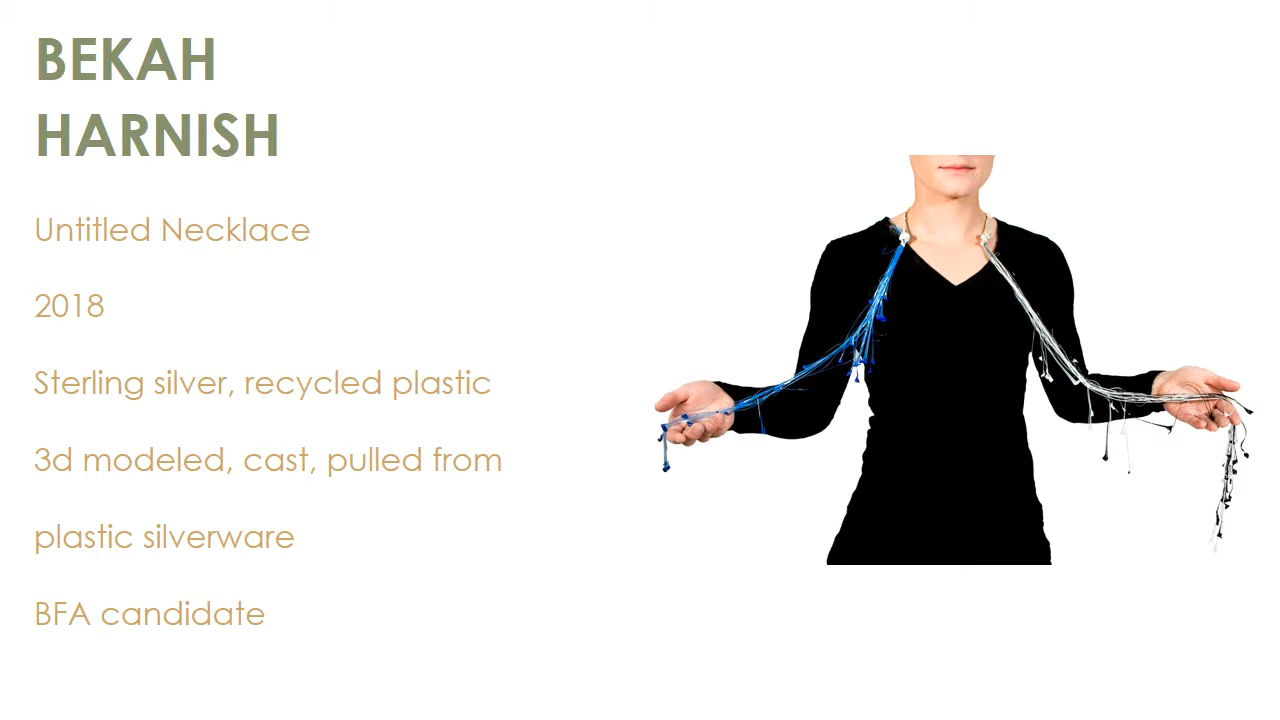 BEKAH
HARNISH
Untitled Necklace
2018
Sterling silver, recycled plastic
3d modeled, cast, pulled from
plastic silverware
BFA candidate